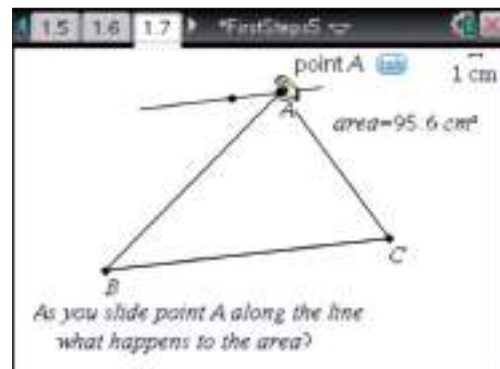 1.5 1.6 1.7 *FirstSteps5
point A
1 cm
A
area=95.6 cm²
C
B
As you slide point A along the line
what happens to the area?